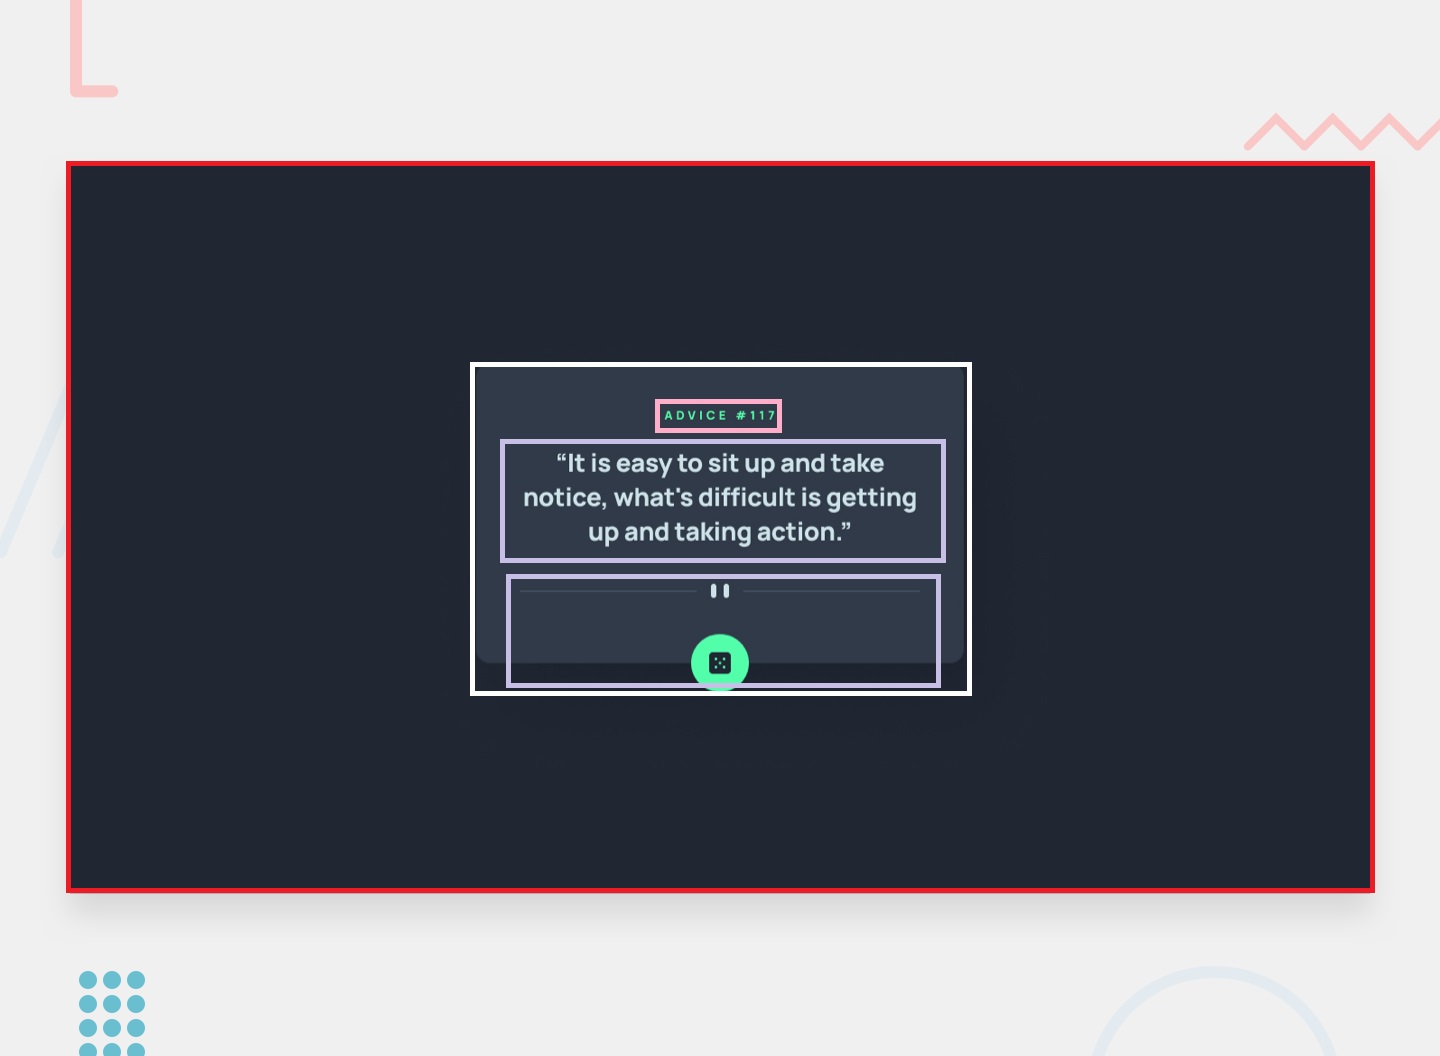 ADVICE #117
“It is easy to sit up and take
notice, what's difficult is getting
up and taking action.”